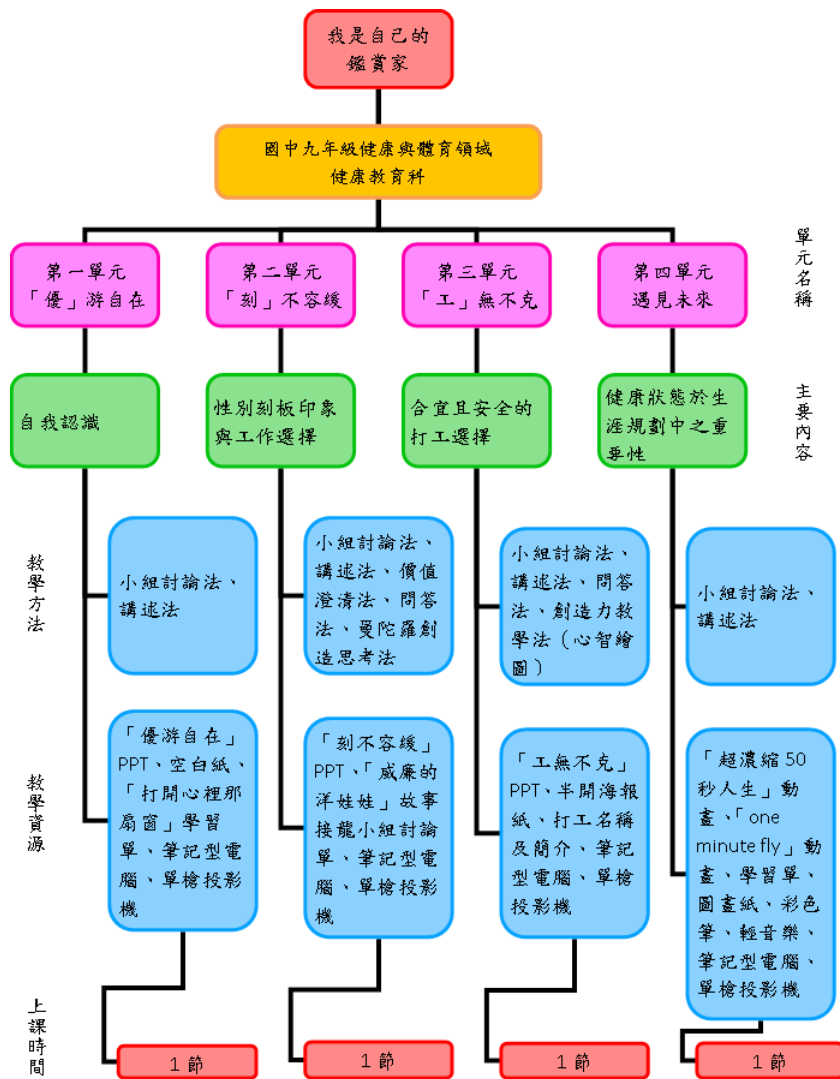 我是自己的
鑑賞家
國中九年級健康與體育領域
健康教育科
單元名稱
第一單元
「優」游自在
第二單元
「刻」不容緩
第三單元
「工」無不克
第四單元
遇見未來
主要內容
自我認識
性別刻板印象
與工作選擇
合宜且安全的
打工選擇
健康狀態於生
涯規劃中之重
要性
教學方法
小組討論法、
講述法
小組討論法、
講述法、價值
澄清法、問答
法、曼陀羅創
造思考法
小組討論法、
講述法、問答
法、創造力教
學法（心智繪
圖）
小組討論法、
講述法
教學資源
「優游自在」
PPT、空白紙、
「打開心裡那
扇窗」學習
單、筆記型電
腦、單槍投影
機
「刻不容緩」
PPT、「威廉的
洋娃娃」故事
接龍小組討論
單、筆記型電
腦、單槍投影
機
「工無不克」
PPT、半開海報
紙、打工名稱
及簡介、筆記
型電腦、單槍
投影機
「超濃縮 50
秒人生」動
畫、「one
minute fly」動
畫、學習單、
圖畫紙、彩色
筆、輕音樂、
筆記型電腦、
單槍投影機
上課時間
1 節
1 節
1 節
1 節